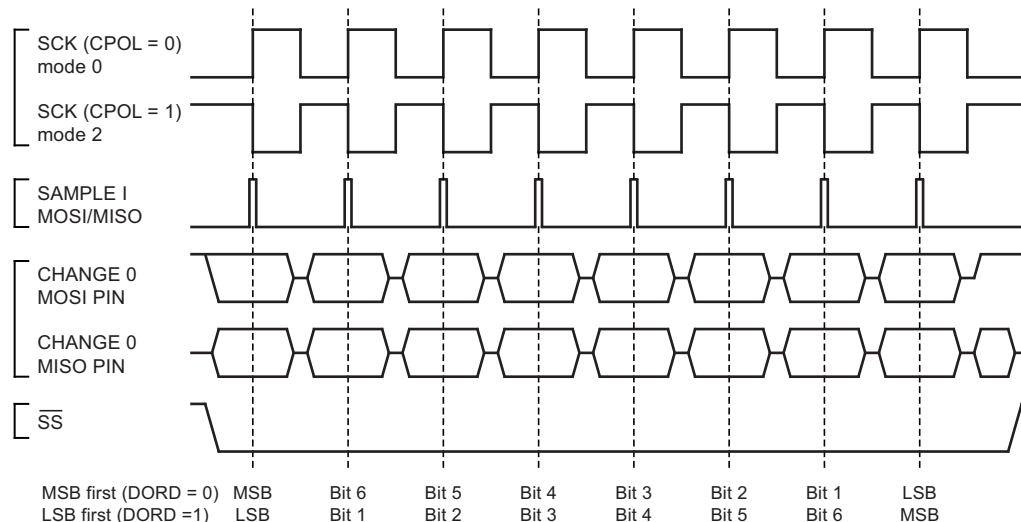 SCK (CPOL = 0)
mode 0
SCK (CPOL = 1)
mode 2
SAMPLE I
MOSI/MISO
CHANGE 0
MOSI PIN
CHANGE 0
MISO PIN
SS
MSB first (DORD = 0) MSB Bit 6 Bit 5 Bit 4 Bit 3 Bit 2 Bit 1 LSB
LSB first (DORD =1) LSB Bit 1 Bit 2 Bit 3 Bit 4 Bit 5 Bit 6 MSB